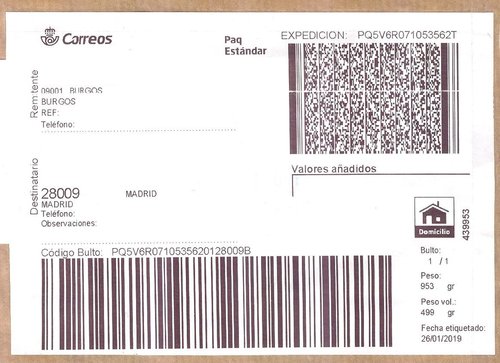 Correos
Paq
Estándar
EXPEDICION: PQ5V6R071053562T
Remitente
09001 BURGOS
BURGOS
REF:
Teléfono:
Valores añadidos
Destinatario
28009 MADRID
MADRID
Teléfono:
Observaciones:
Domicilio
439953
Código Bulto: PQ5V6R0710535620128009B
Bulto:
1 / 1
Peso:
953 gr
Peso vol.:
499 gr
Fecha etiquetado:
26/01/2019